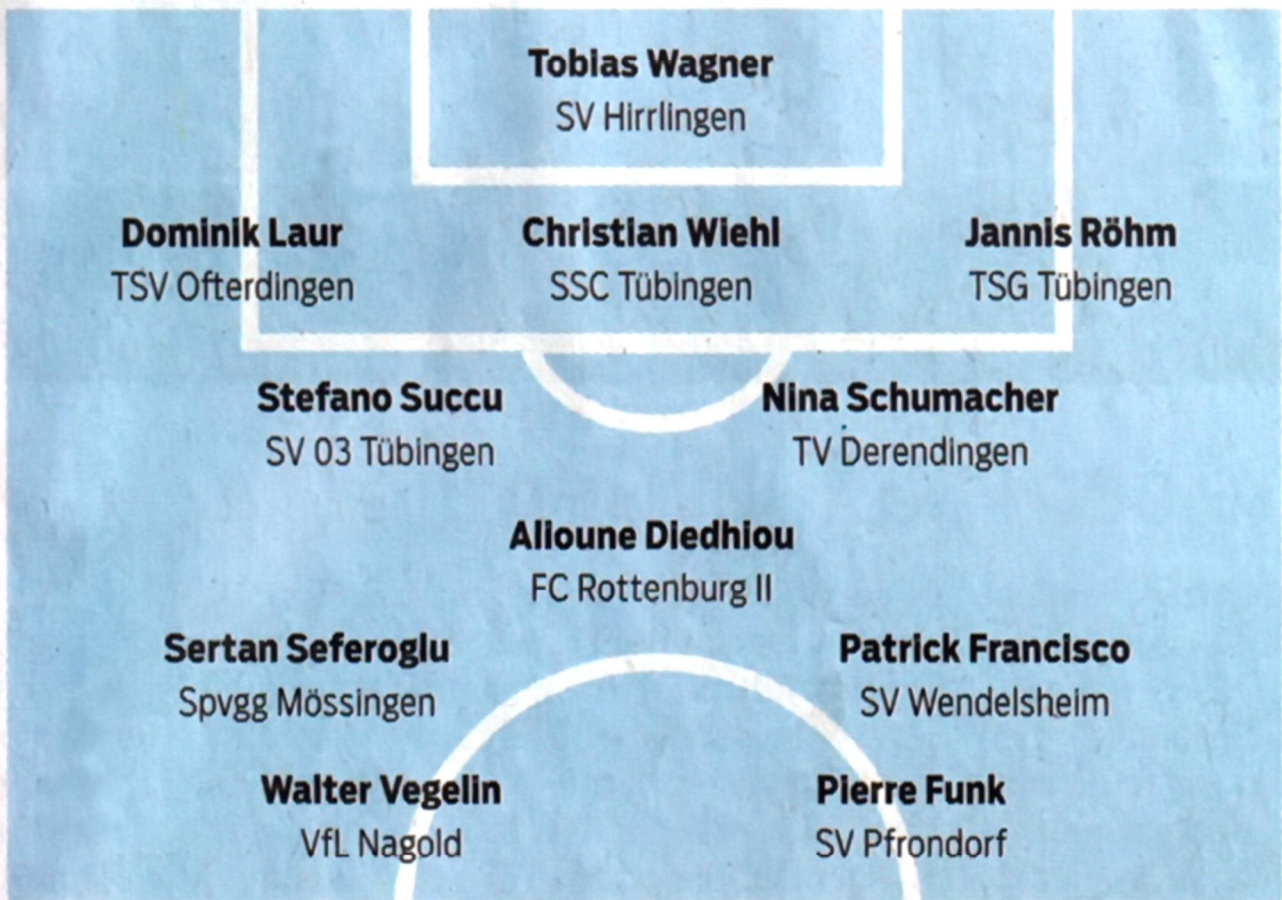 Tobias Wagner
SV Hirrlingen
Dominik Laur Christian Wiehl Jannis Röhm
TSV Ofterdingen SSC Tübingen TSG Tübingen
Stefano Succu Nina Schumacher
SV 03 Tübingen TV Derendingen
Alioune Diedhiou
FC Rottenburg II
Sertan Seferoglu Patrick Francisco
Spvgg Mössingen SV Wendelsheim
Walter Vegelin Pierre Funk
VfL Nagold SV Pfrondorf